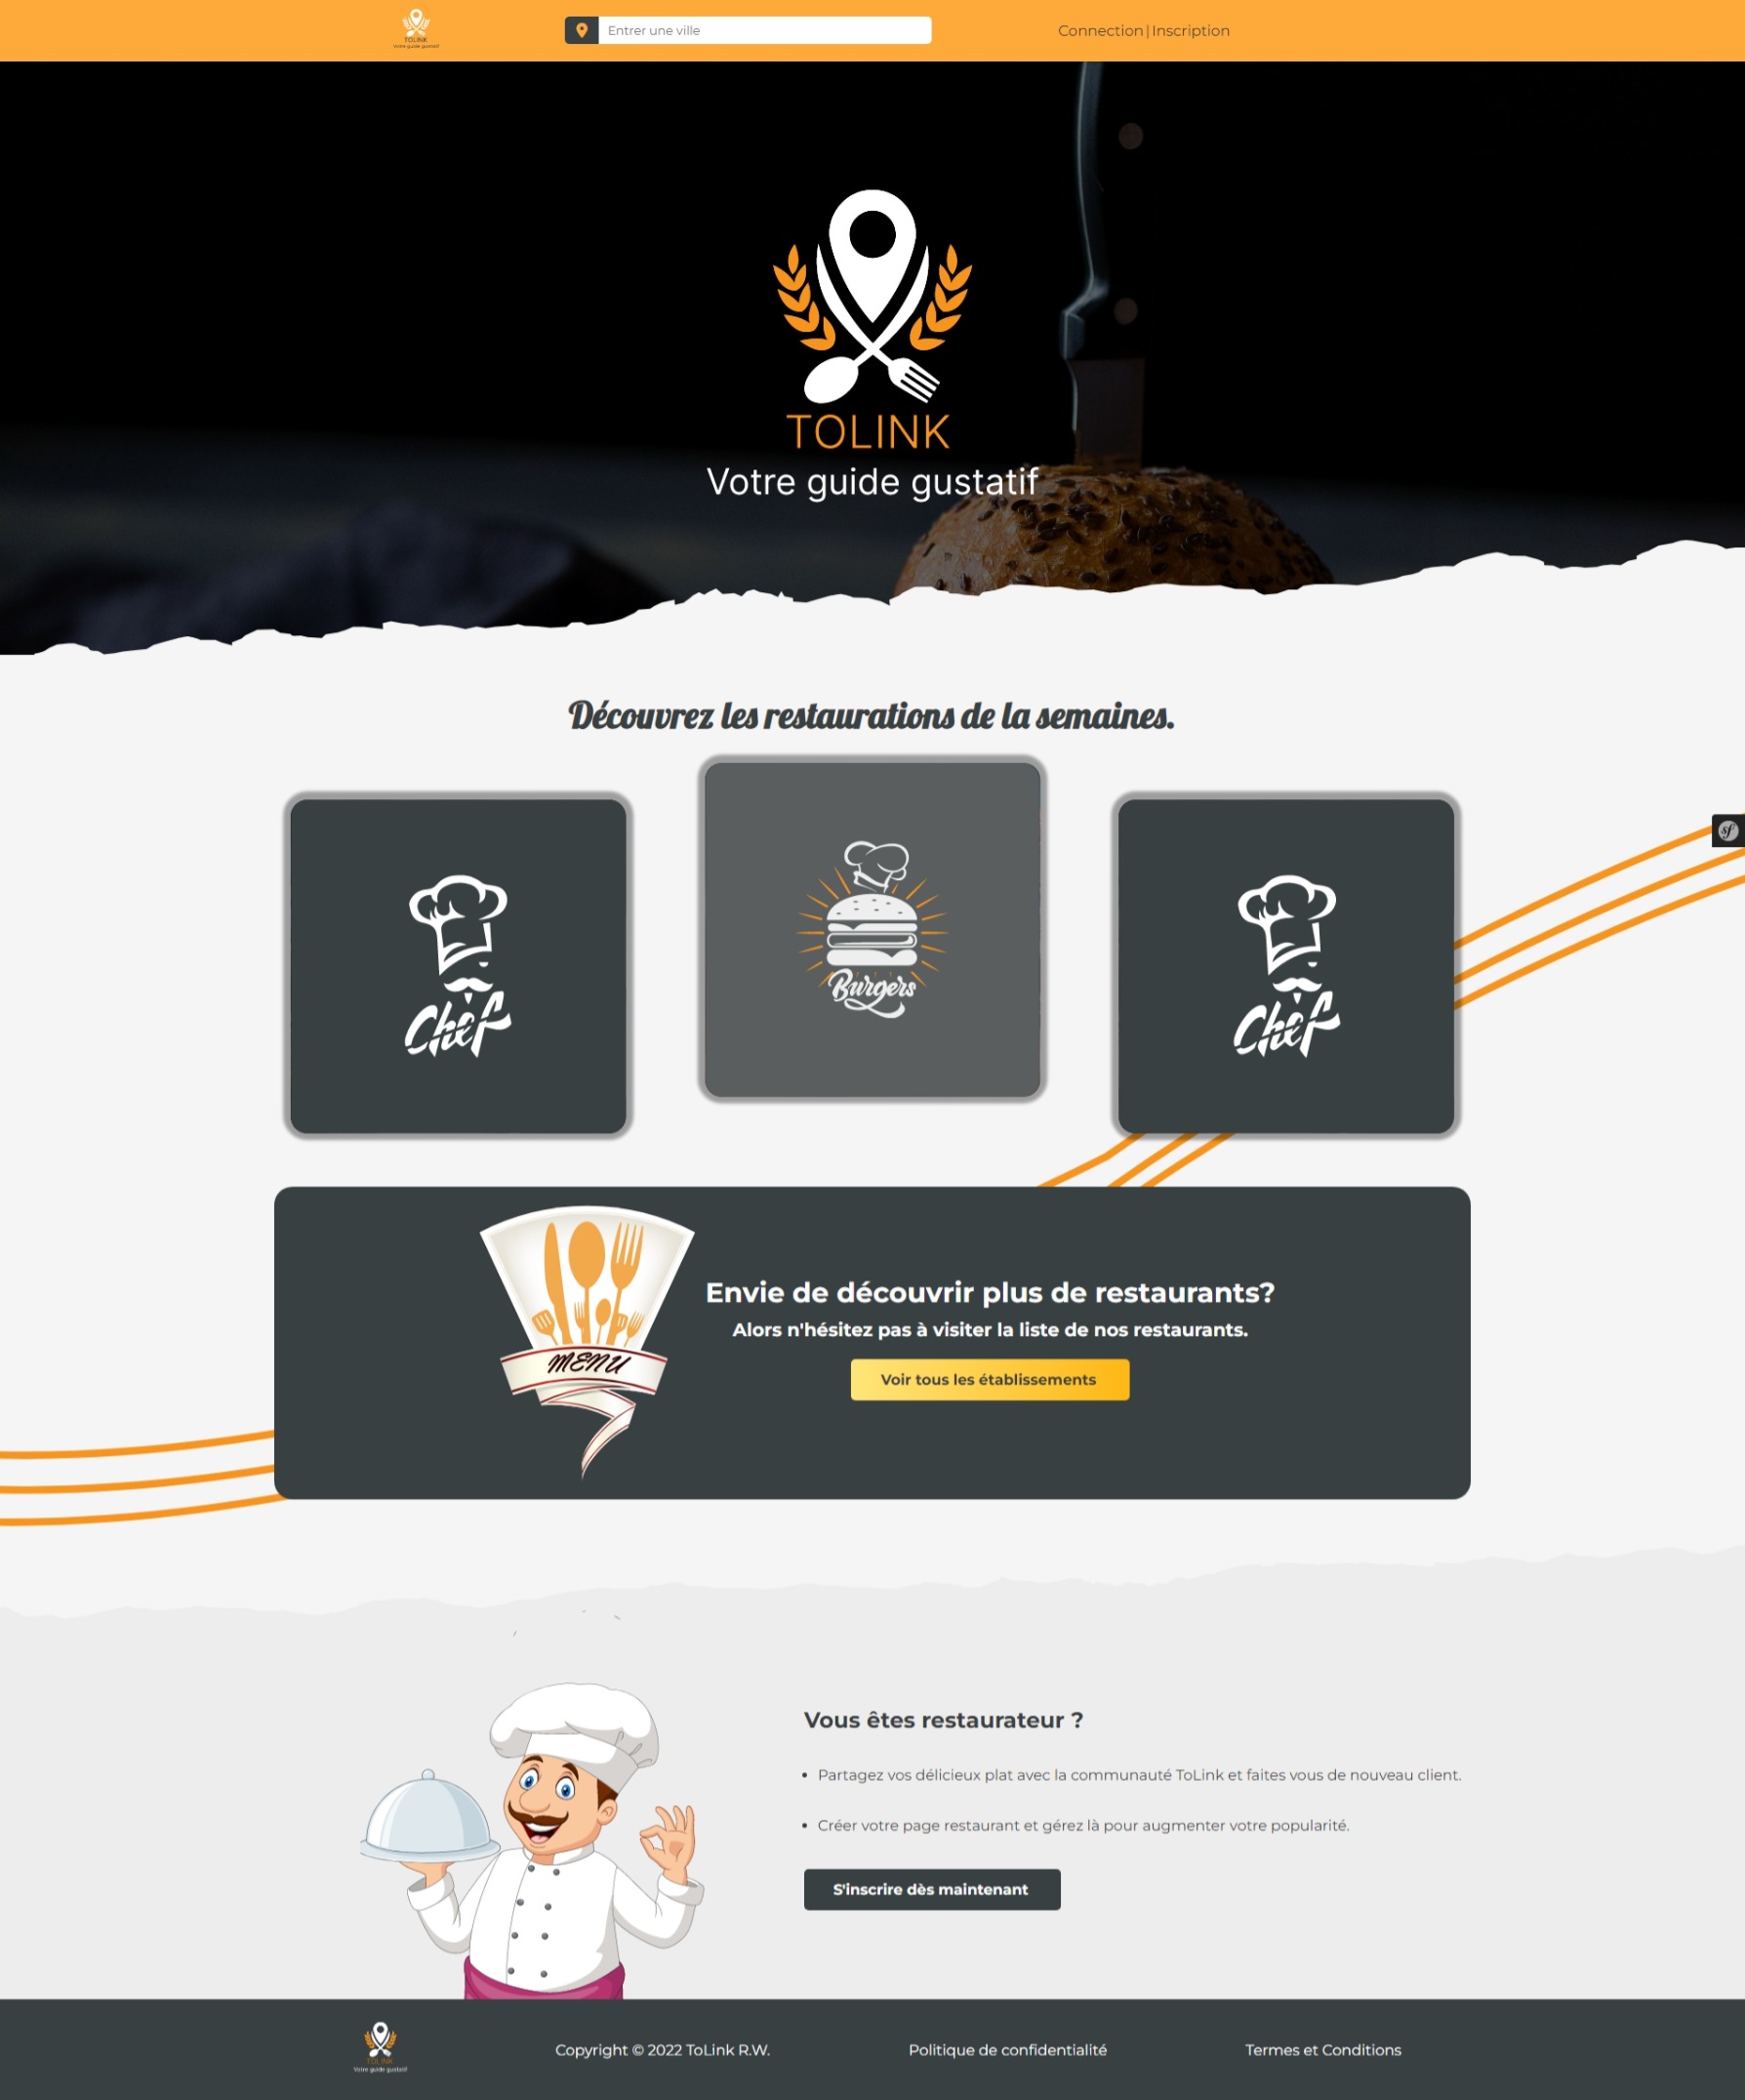 TOLINK
Votre guide gustatif
Entrer une ville
Connection | Inscription
TOLINK
Votre guide gustatif
Découvrez les restaurations de la semaines.
Chef
Burgers
Chef
sf
MENU
Envie de découvrir plus de restaurants?
Alors n'hésitez pas à visiter la liste de nos restaurants.
Voir tous les établissements
Vous êtes restaurateur ?
Partagez vos délicieux plat avec la communauté ToLink et faites vous de nouveau client.
Créer votre page restaurant et gérez là pour augmenter votre popularité.
S'inscrire dès maintenant
TOLINK
Votre guide gustatif
Copyright © 2022 ToLink R.W.
Politique de confidentialité
Termes et Conditions